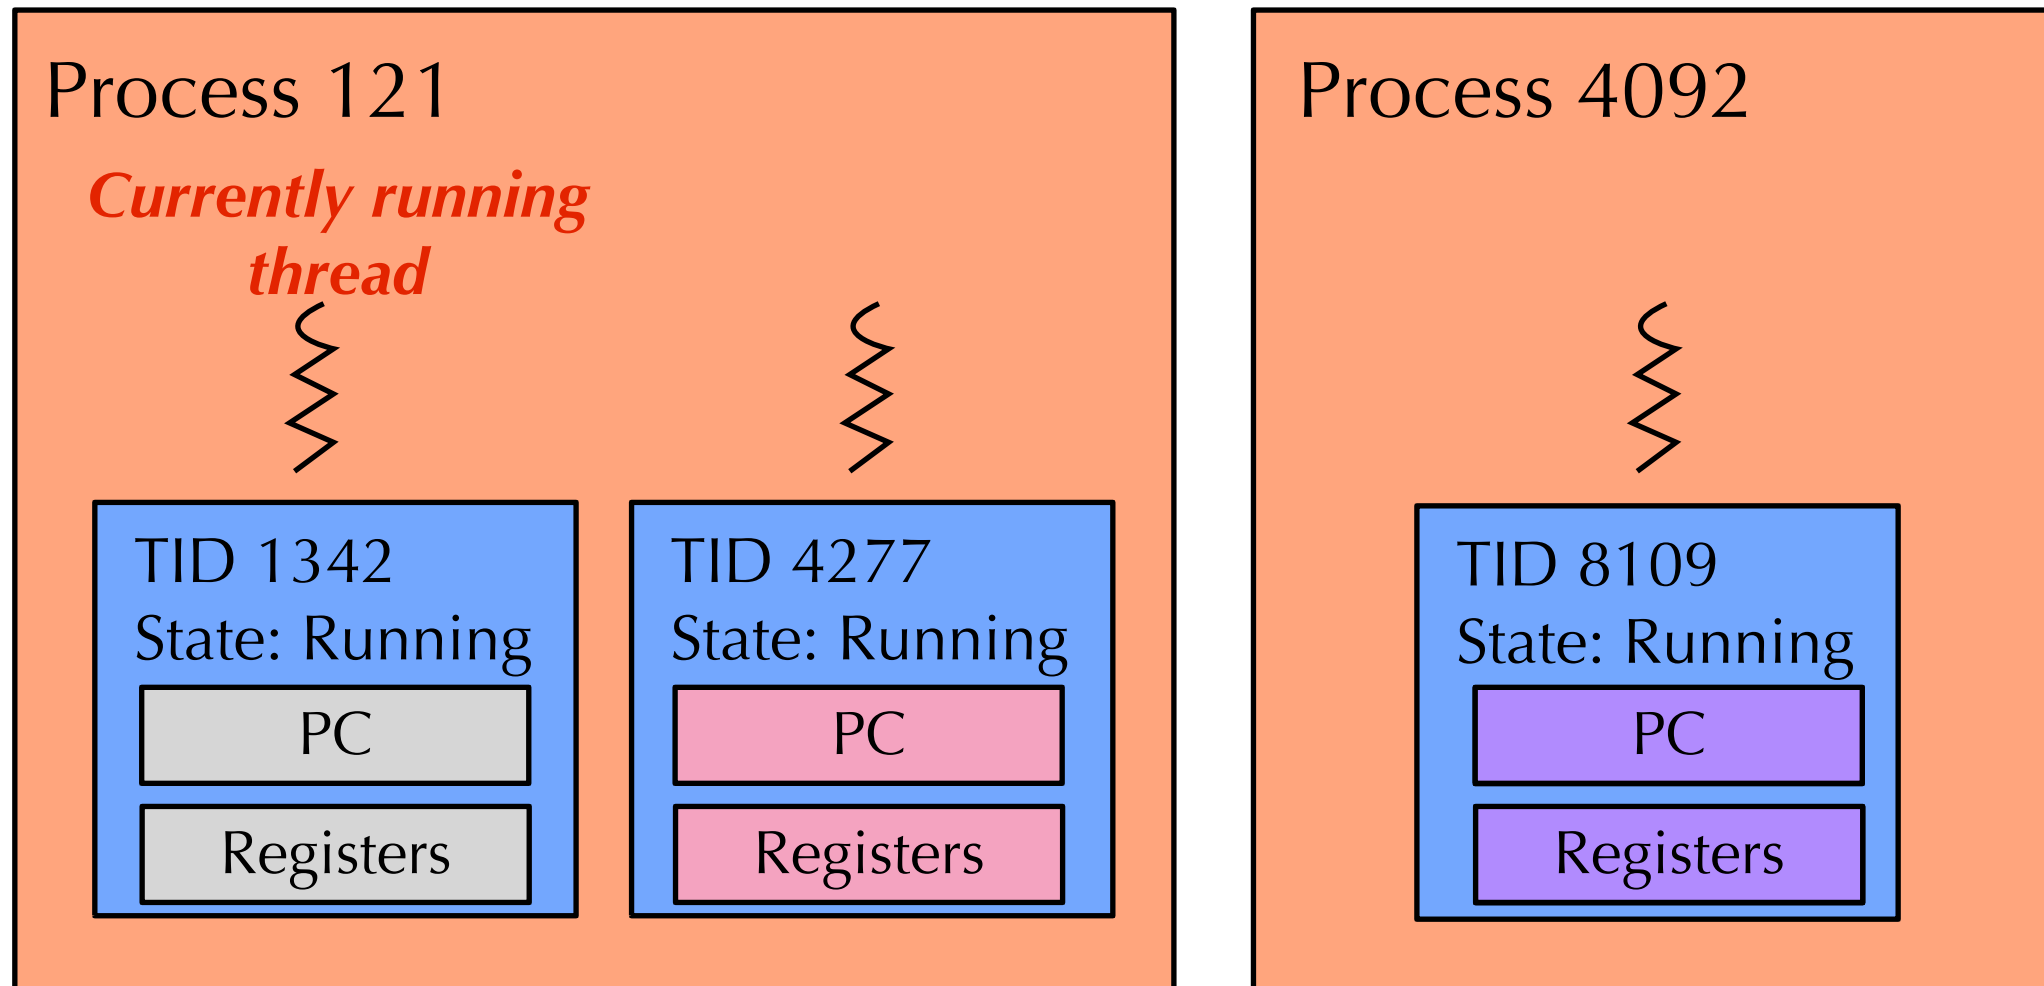 Process 121
Currently running
thread
TID 1342
State: Running
PC
Registers
TID 4277
State: Running
PC
Registers
Process 4092
TID 8109
State: Running
PC
Registers